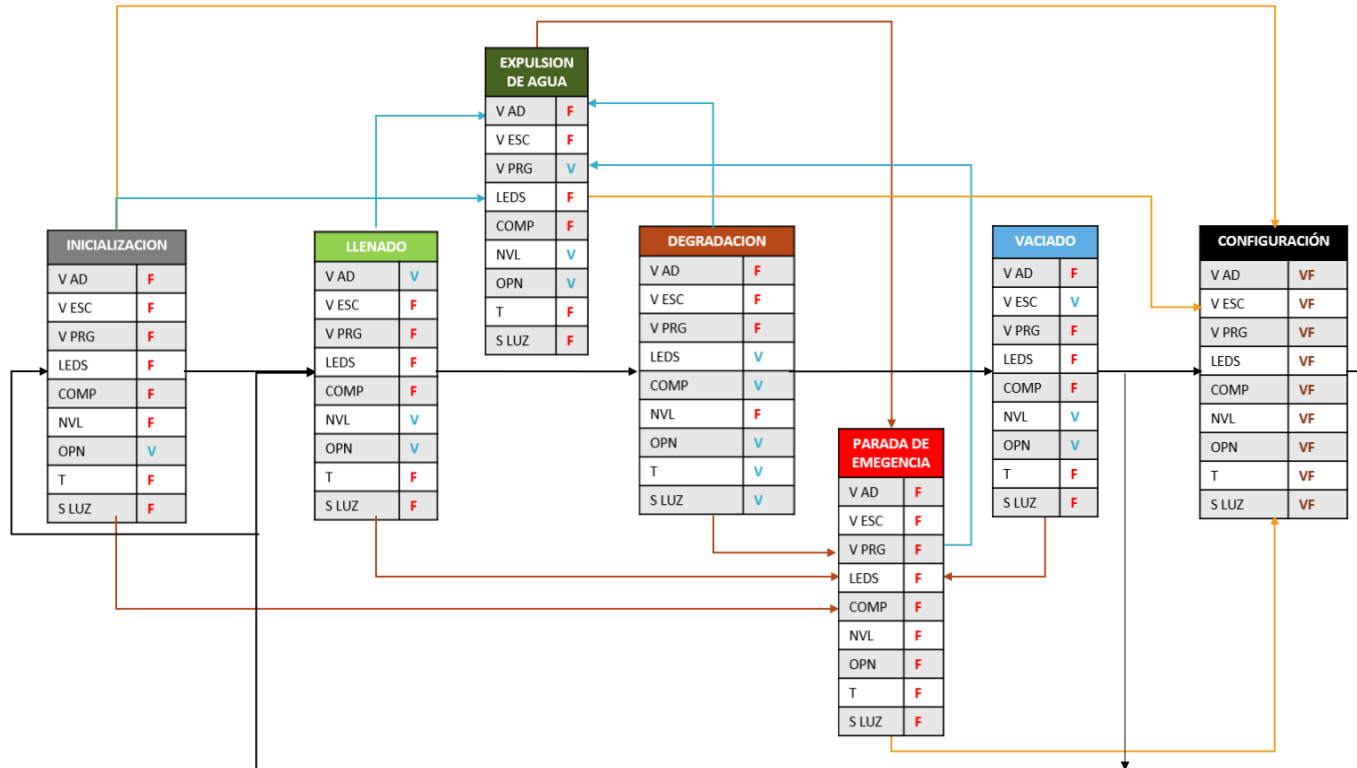 EXPULSION
DE AGUA
V AD F
V ESC F
V PRG V
LEDS F
COMP F
NVL V
OPN V
T F
S LUZ F
INICIALIZACION
V AD F
V ESC F
V PRG F
LEDS F
COMP F
NVL F
OPN V
T F
S LUZ F
LLENADO
V AD V
V ESC F
V PRG F
LEDS F
COMP F
NVL V
OPN V
T F
S LUZ F
DEGRADACION
V AD F
V ESC F
V PRG F
LEDS V
COMP V
NVL F
OPN V
T V
S LUZ V
VACIADO
V AD F
V ESC V
V PRG F
LEDS F
COMP F
NVL V
OPN V
T F
S LUZ F
CONFIGURACIÓN
V AD VF
V ESC VF
V PRG VF
LEDS VF
COMP VF
NVL VF
OPN VF
T VF
S LUZ VF
PARADA DE
EMEGENCIA
V AD F
V ESC F
V PRG F
LEDS F
COMP F
NVL F
OPN F
T F
S LUZ F